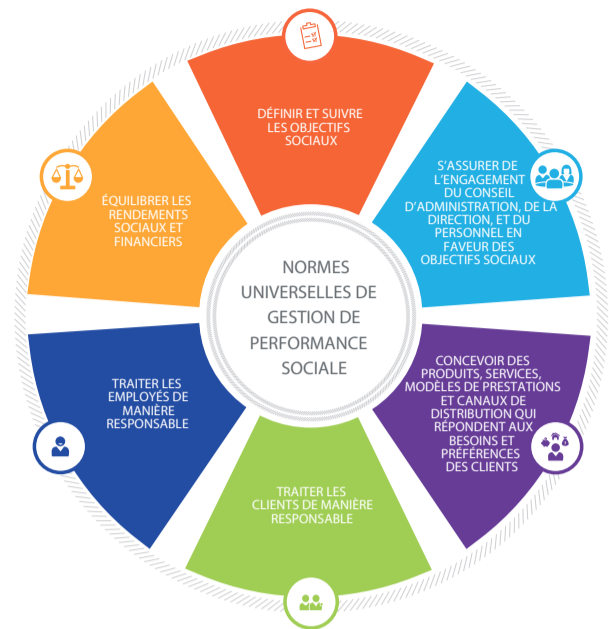 DÉFINIR ET SUIVRE
LES OBJECTIFS
SOCIAUX
S'ASSURER DE
L'ENGAGEMENT
DU CONSEIL
D'ADMINISTRATION, DE LA
DIRECTION, ET DU
PERSONNEL EN
FAVEUR DES
OBJECTIFS SOCIAUX
CONCEVOIR DES
PRODUITS, SERVICES,
MODÈLES DE PRESTATIONS
ET CANAUX DE
DISTRIBUTION QUI
RÉPONDENT AUX
BESOINS ET
PRÉFÉRENCES
DES CLIENTS
TRAITER LES
CLIENTS DE MANIÈRE
RESPONSABLE
TRAITER LES
EMPLOYÉS DE
MANIÈRE
RESPONSABLE
ÉQUILIBRER LES
RENDEMENTS
SOCIAUX ET
FINANCIERS
NORMES
UNIVERSELLES DE
GESTION DE
PERFORMANCE
SOCIALE